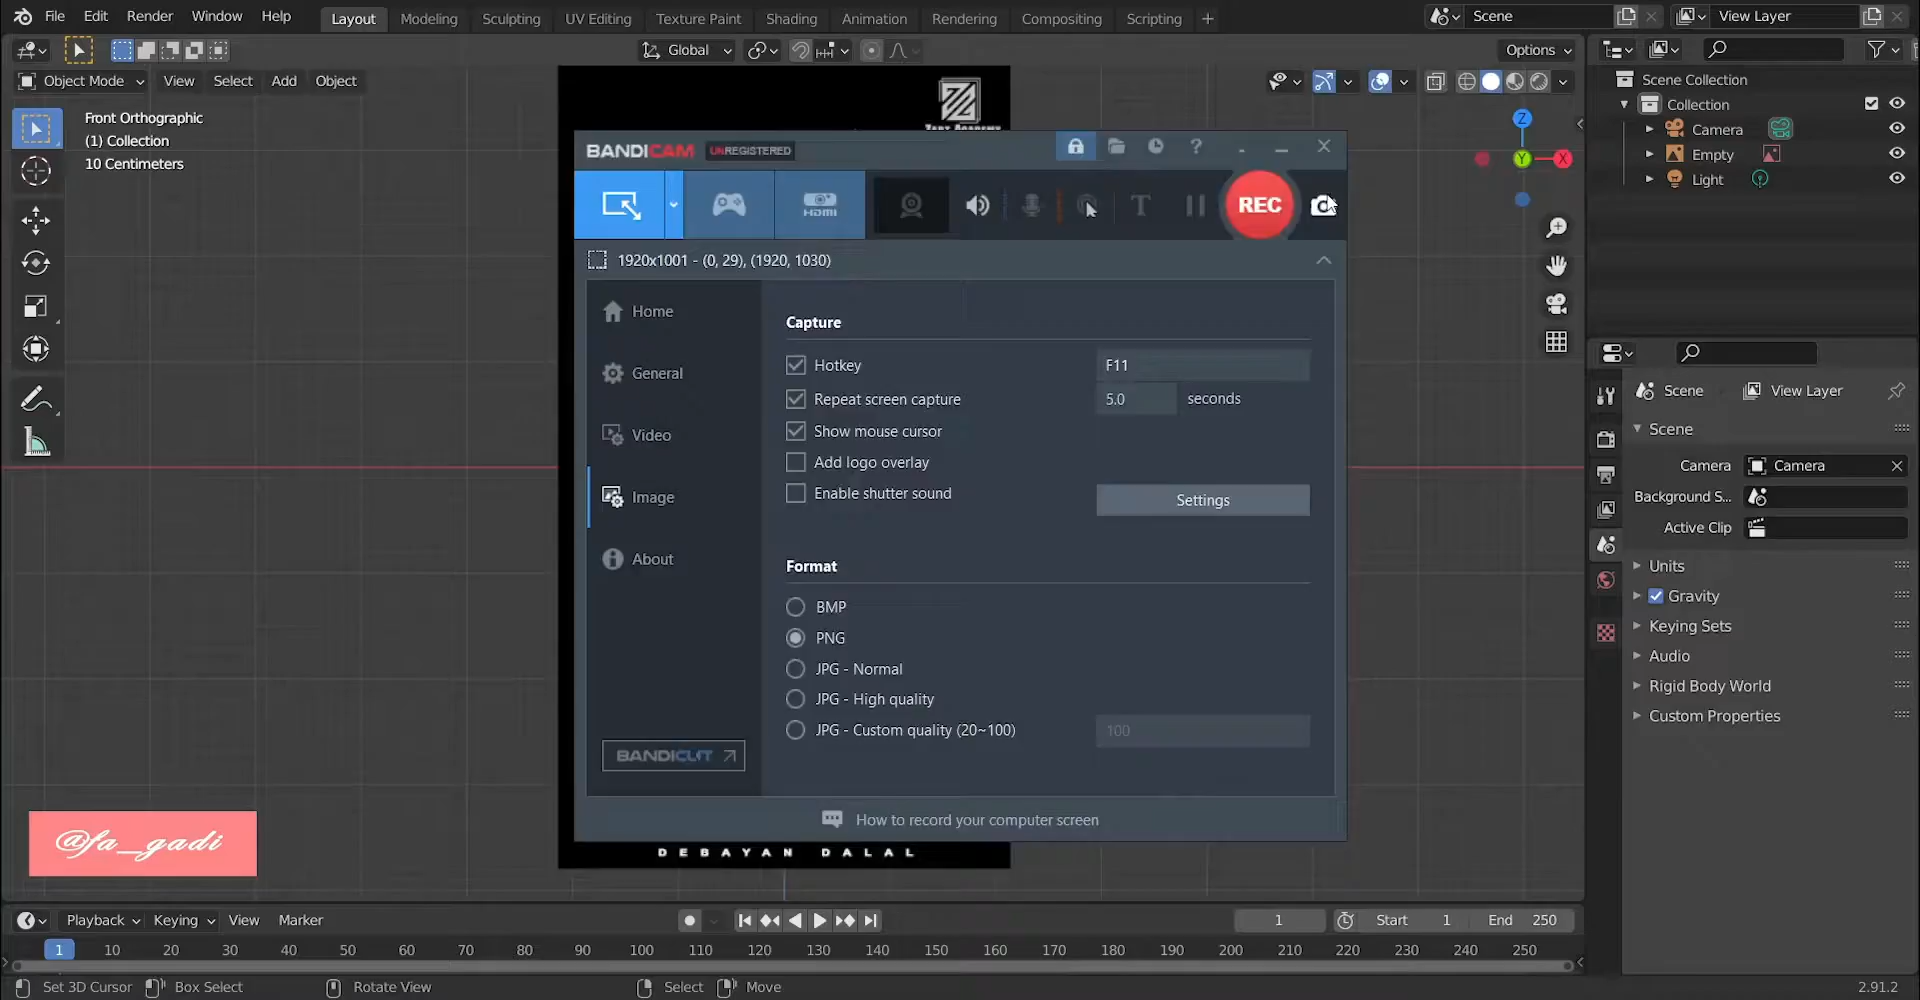 File Edit Render Window Help
Layout Modeling Sculpting UV Editing Texture Paint Shading Animation Rendering Compositing Scripting +
Scene
View Layer
Global
Options
Object Mode View Select Add Object
Front Orthographic
(1) Collection
10 Centimeters
Z
Y
X
Scene Collection
Collection
Camera
Empty
Light
BANDICAM UNREGISTERED
HDMI
T
REC
1920x1001 - (0, 29), (1920, 1030)
Home
General
Video
Image
About
BANDICUT
Capture
Hotkey F11
Repeat screen capture 5.0 seconds
Show mouse cursor
Add logo overlay
Enable shutter sound
Settings
Format
BMP
PNG
JPG - Normal
JPG - High quality
JPG - Custom quality (20~100) 100
How to record your computer screen
DEBAYAN DALAL
@fa_gadi
Scene View Layer
Scene
Camera Camera
Background S...
Active Clip
Units
Gravity
Keying Sets
Audio
Rigid Body World
Custom Properties
Playback Keying View Marker
1 Start 1 End 250
1 10 20 30 40 50 60 70 80 90 100 110 120 130 140 150 160 170 180 190 200 210 220 230 240 250
Set 3D Cursor Box Select Rotate View Select Move
2.91.2